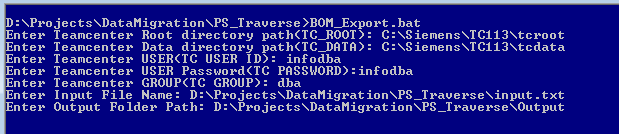 D:\Projects\DataMigration\PS_Traverse>BOM_Export.bat
Enter Teamcenter Root directory path(TC_ROOT): C:\Siemens\TC113\tcroot
Enter Teamcenter Data directory path(TC_DATA): C:\Siemens\TC113\tcdata
Enter Teamcenter USER(TC USER ID): infodba
Enter Teamcenter USER Password(TC PASSWORD):infodba
Enter Teamcenter GROUP(TC GROUP): dba
Enter Input File Name: D:\Projects\DataMigration\PS_Traverse\input.txt
Enter Output Folder Path: D:\Projects\DataMigration\PS_Traverse\Output